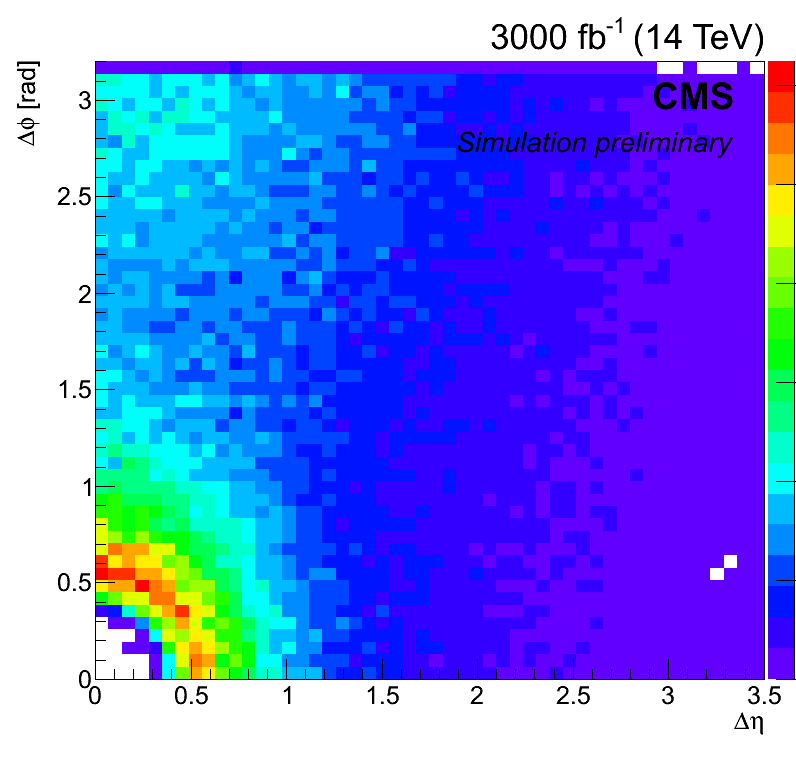 3000 fb⁻¹ (14 TeV)
Δϕ [rad]
CMS
Simulation preliminary
3
2.5
2
1.5
1
0.5
0
0 0.5 1 1.5 2 2.5 3 3.5
Δη